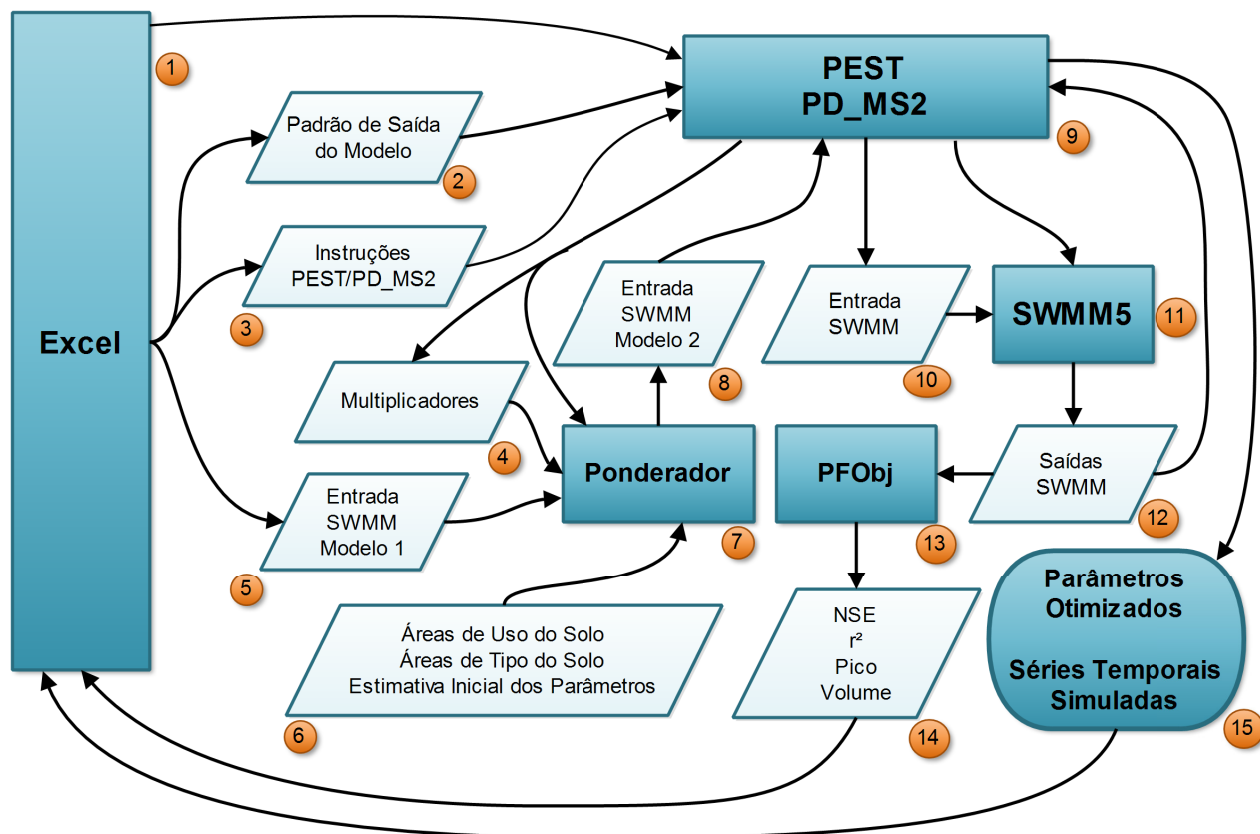 1
PEST
PD_MS2
9
Padrão de Saída
do Modelo
2
Instruções
PEST/PD_MS2
3
Excel
Entrada
SWMM
Modelo 2
8
Entrada
SWMM
10
SWMM5
11
Multiplicadores
4
Ponderador
7
PFObj
13
Saídas
SWMM
12
Entrada
SWMM
Modelo 1
5
Áreas de Uso do Solo
Áreas de Tipo do Solo
Estimativa Inicial dos Parâmetros
6
NSE
r²
Pico
Volume
14
Parâmetros
Otimizados
Séries Temporais
Simuladas
15